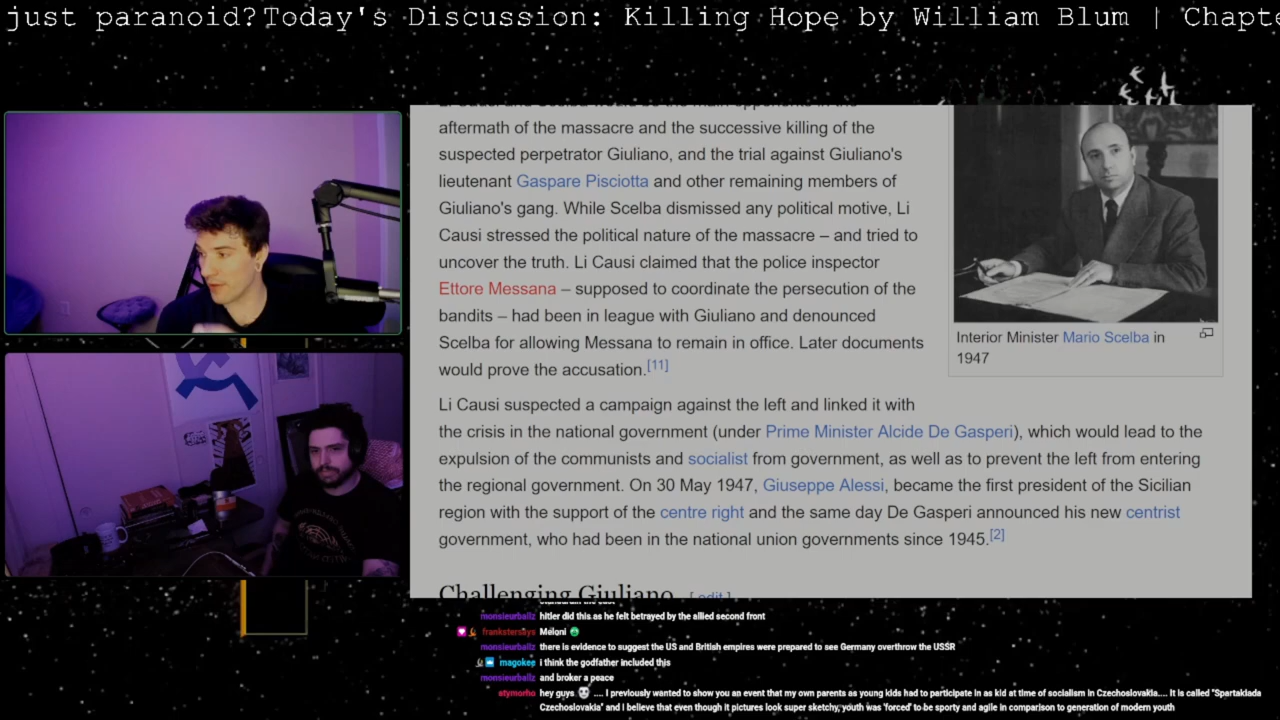 just paranoid?Today's Discussion: Killing Hope by William Blum | Chapte
aftermath of the massacre and the successive killing of the
suspected perpetrator Giuliano, and the trial against Giuliano's
lieutenant Gaspare Pisciotta and other remaining members of
Giuliano's gang. While Scelba dismissed any political motive, Li
Causi stressed the political nature of the massacre – and tried to
uncover the truth. Li Causi claimed that the police inspector
Ettore Messana – supposed to coordinate the persecution of the
bandits – had been in league with Giuliano and denounced
Scelba for allowing Messana to remain in office. Later documents
would prove the accusation.[11]
Interior Minister Mario Scelba in
1947
Li Causi suspected a campaign against the left and linked it with
the crisis in the national government (under Prime Minister Alcide De Gasperi), which would lead to the
expulsion of the communists and socialist from government, as well as to prevent the left from entering
the regional government. On 30 May 1947, Giuseppe Alessi, became the first president of the Sicilian
region with the support of the centre right and the same day De Gasperi announced his new centrist
government, who had been in the national union governments since 1945.[2]
Challenging Giuliano [ edit ]
monsieurballz hitler did this as he felt betrayed by the allied second front
frankstersays Meloni
monsieurballz there is evidence to suggest the US and British empires were prepared to see Germany overthrow the USSR
magokep i think the godfather included this
monsieurballz and broker a peace
stymorho hey guys .... I previously wanted to show you an event that my own parents as young kids had to participate in as kid at time of socialism in Czechoslovakia.... It is called "Spartakiada
Czechoslovakia" and I believe that even though it pictures look super sketchy, youth was 'forced' to be sporty and agile in comparison to generation of modern youth